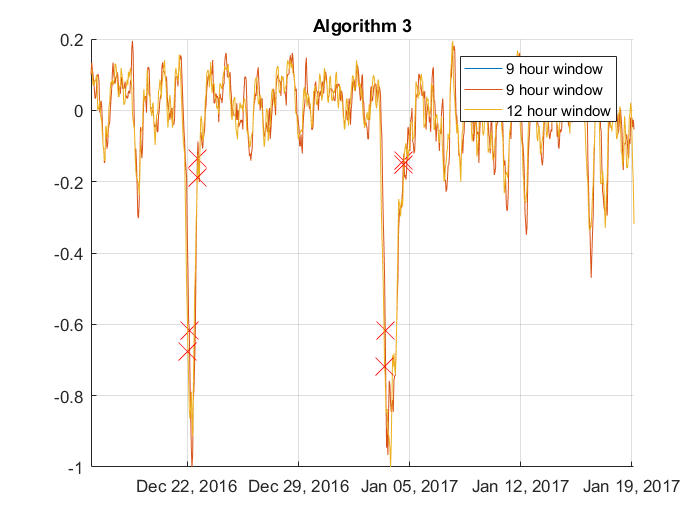 Algorithm 3
0.2
0
-0.2
-0.4
-0.6
-0.8
-1
9 hour window
9 hour window
12 hour window
Dec 22, 2016
Dec 29, 2016
Jan 05, 2017
Jan 12, 2017
Jan 19, 2017